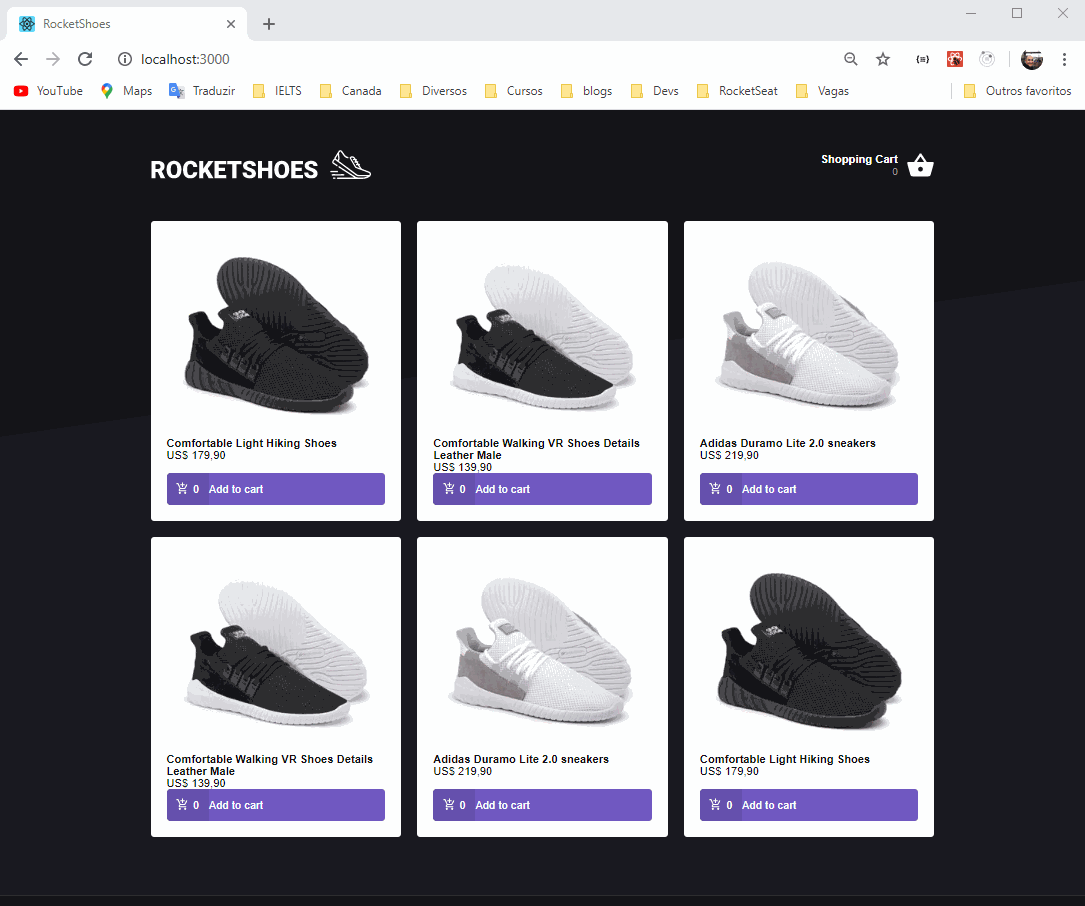 RocketShoes
localhost:3000
YouTube Maps Traduzir IELTS Canada Diversos Cursos blogs Devs RocketSeat Vagas Outros favoritos
ROCKETSHOES
Shopping Cart
0
Comfortable Light Hiking Shoes
US$ 179,90
0 Add to cart
Comfortable Walking VR Shoes Details
Leather Male
US$ 139,90
0 Add to cart
Adidas Duramo Lite 2.0 sneakers
US$ 219,90
0 Add to cart
Comfortable Walking VR Shoes Details
Leather Male
US$ 139,90
0 Add to cart
Adidas Duramo Lite 2.0 sneakers
US$ 219,90
0 Add to cart
Comfortable Light Hiking Shoes
US$ 179,90
0 Add to cart